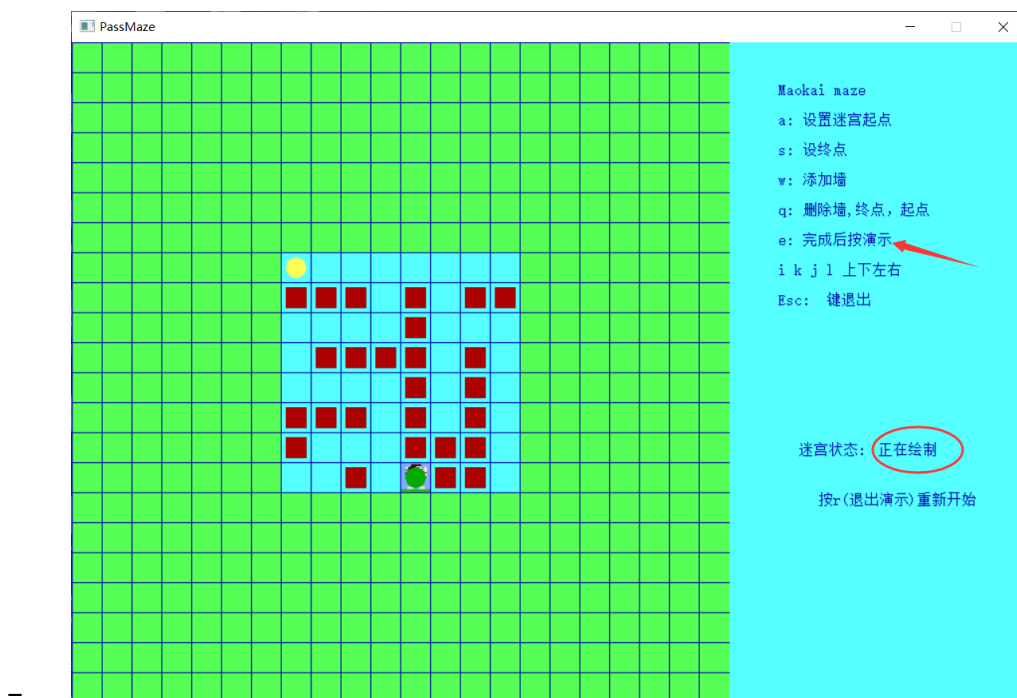 PassMaze
Maokai maze
a: 设置迷宫起点
s: 设终点
w: 添加墙
q: 删除墙,终点，起点
e: 完成后按演示
i k j l 上下左右
Esc: 键退出
迷宫状态: 正在绘制
按r(退出演示)重新开始